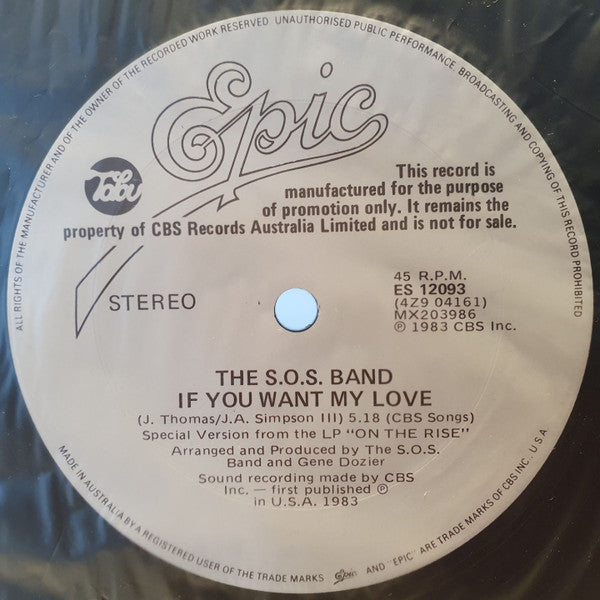 ALL RIGHTS OF THE MANUFACTURER AND OF THE OWNER OF THE RECORDED WORK RESERVED. UNAUTHORISED PUBLIC PERFORMANCE, BROADCASTING AND COPYING OF THIS RECORD PROHIBITED
Epic
Tabu
This record is
manufactured for the purpose
of promotion only. It remains the
property of CBS Records Australia Limited and is not for sale.
STEREO
45 R.P.M.
ES 12093
(4Z9 04161)
MX203986
℗ 1983 CBS Inc.
THE S.O.S. BAND
IF YOU WANT MY LOVE
(J. Thomas/J.A. Simpson III) 5.18 (CBS Songs)
Special Version from the LP "ON THE RISE"
Arranged and Produced by The S.O.S.
Band and Gene Dozier
Sound recording made by CBS
Inc. — first published ℗
in U.S.A. 1983
MADE IN AUSTRALIA BY A REGISTERED USER OF THE TRADE MARKS Epic AND "EPIC" ARE TRADE MARKS OF CBS INC. U.S.A.